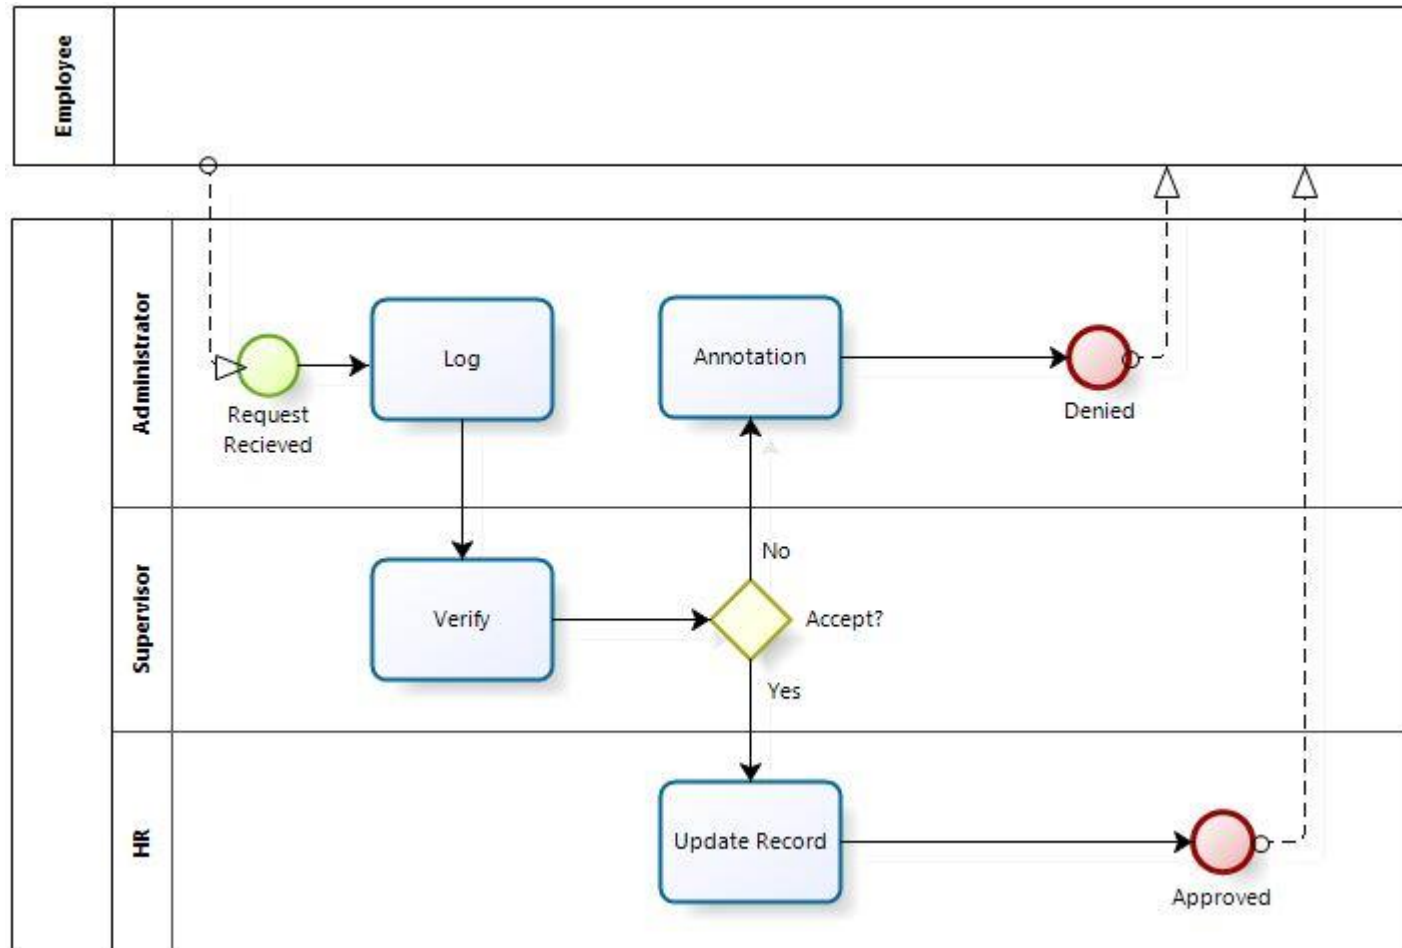 Employee
Administrator
Log
Annotation
Request
Recieved
Denied
Supervisor
No
Verify
Accept?
Yes
HR
Update Record
Approved